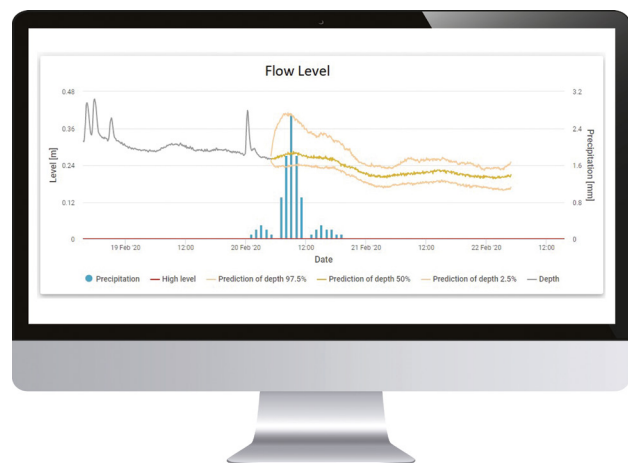 Flow Level
Level [m]
0.48
0.36
0.24
0.12
0
3.2
2.4
1.6
0.8
0
Precipitation [mm]
19 Feb '20 12:00 20 Feb '20 12:00 21 Feb '20 12:00 22 Feb '20 12:00
Date
Precipitation High level Prediction of depth 97.5% Prediction of depth 50% Prediction of depth 2.5% Depth